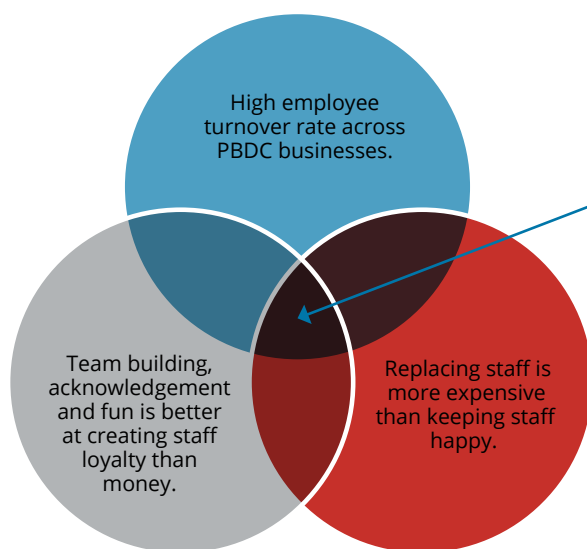 High employee
turnover rate across
PBDC businesses.
Team building,
acknowledgement
and fun is better
at creating staff
loyalty than
money.
Replacing staff is
more expensive
than keeping staff
happy.